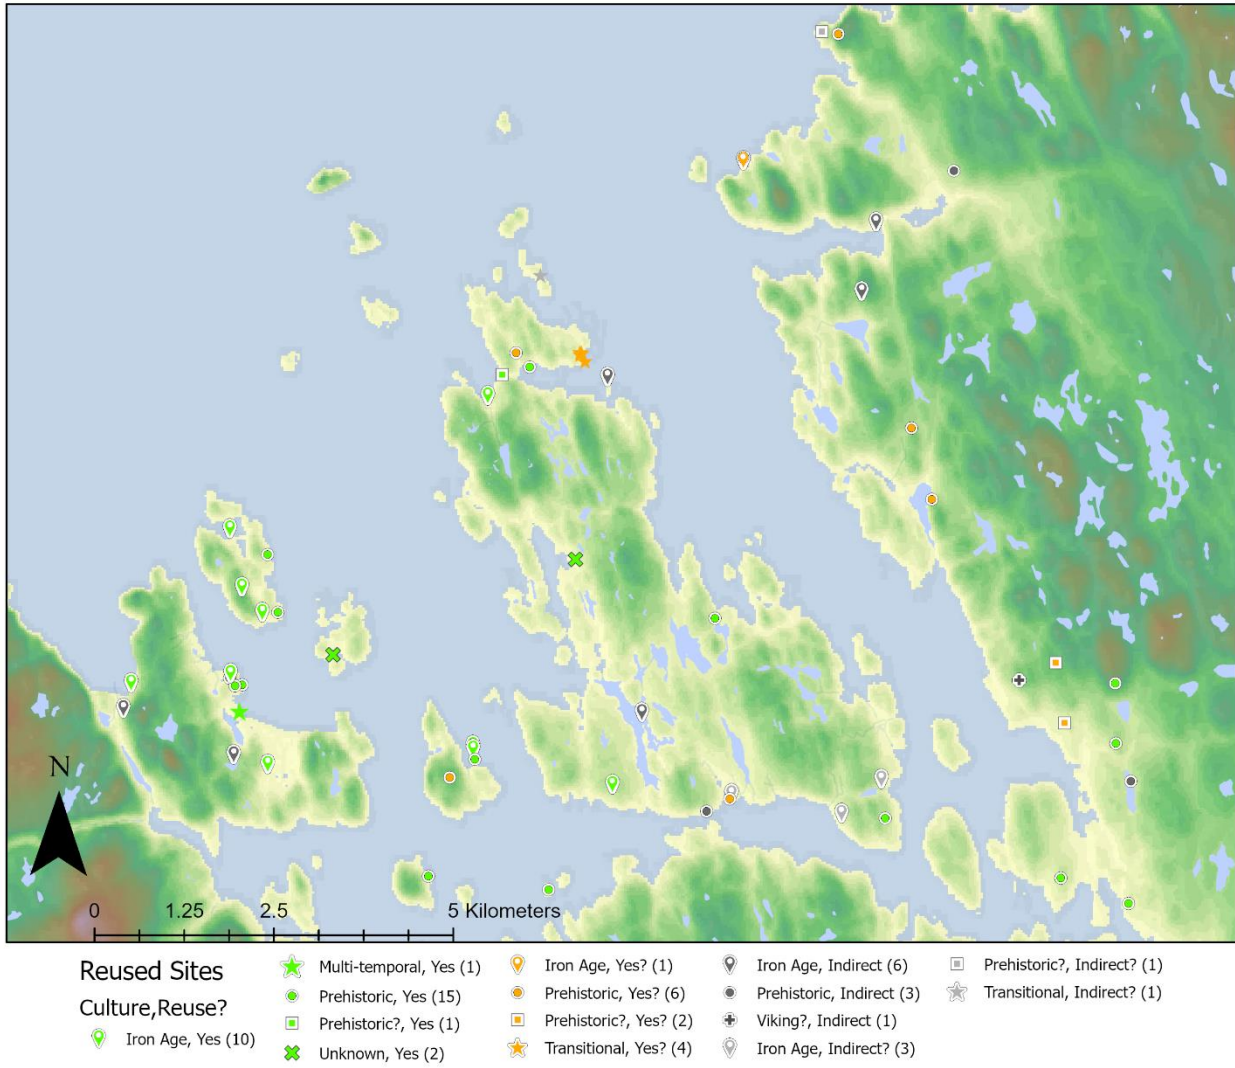 N
0 1.25 2.5 5 Kilometers
Reused Sites
Culture,Reuse?
Iron Age, Yes (10)
Multi-temporal, Yes (1)
Prehistoric, Yes (15)
Prehistoric?, Yes (1)
Unknown, Yes (2)
Iron Age, Yes? (1)
Prehistoric, Yes? (6)
Prehistoric?, Yes? (2)
Transitional, Yes? (4)
Iron Age, Indirect (6)
Prehistoric, Indirect (3)
Viking?, Indirect (1)
Iron Age, Indirect? (3)
Prehistoric?, Indirect? (1)
Transitional, Indirect? (1)